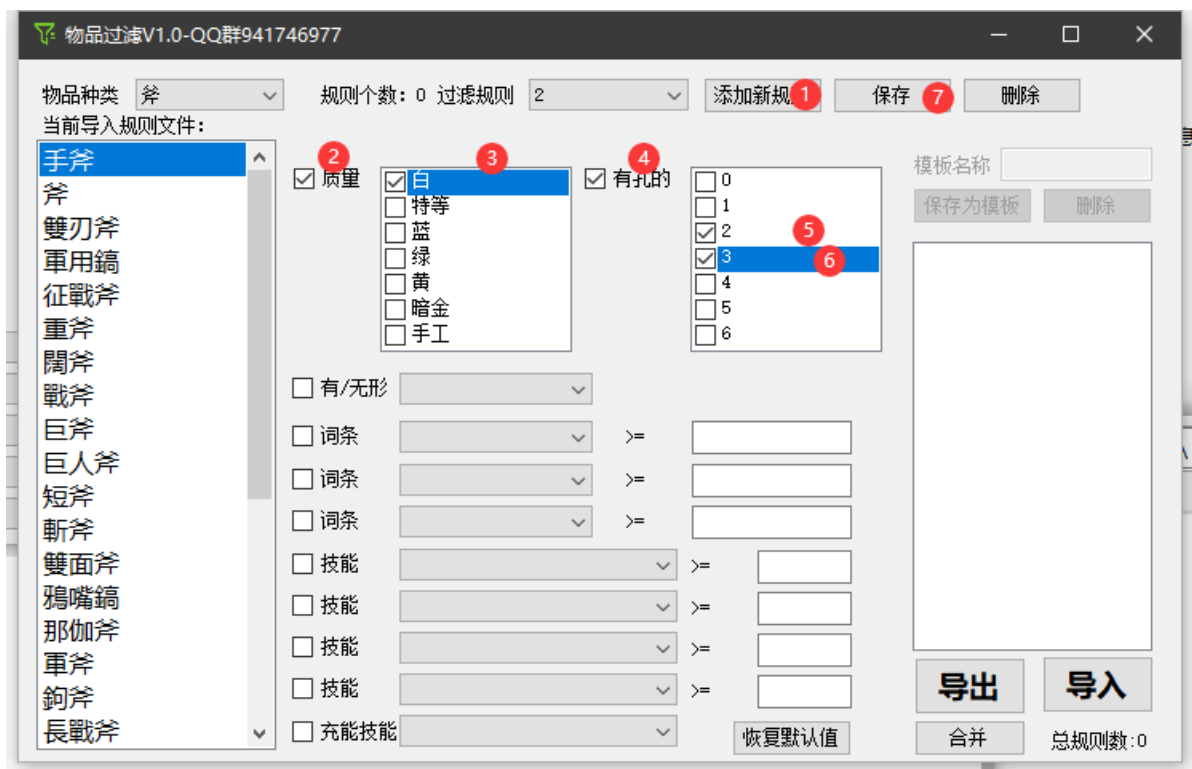 物品过滤V1.0-QQ群941746977
物品种类 斧 规则个数: 0 过滤规则 2 添加新规 1 保存 7 删除
当前导入规则文件:
手斧
斧
雙刃斧
軍用鎬
征戰斧
重斧
闊斧
戰斧
巨斧
巨人斧
短斧
斬斧
雙面斧
鴉嘴鎬
那伽斧
軍斧
鉤斧
長戰斧
2 3 4
质量
白
特等
蓝
绿
黄
暗金
手工
有孔的
0
1
2 5
3 6
4
5
6
有/无形
词条 >=
词条 >=
词条 >=
技能 >=
技能 >=
技能 >=
技能 >=
充能技能
恢复默认值
模板名称
保存为模板 删除
导出 导入
合并 总规则数:0